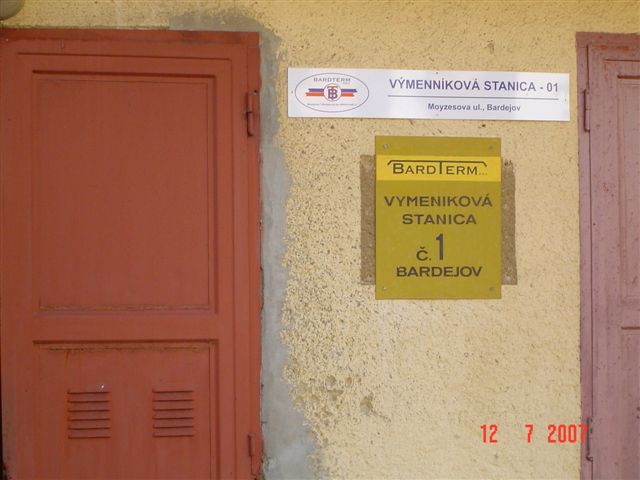 BARDTERM
VÝMENNÍKOVÁ STANICA - 01
Moyzesova ul., Bardejov
BARDTERM
VYMENIKOVÁ
STANICA
Č. 1
BARDEJOV
12 7 2007